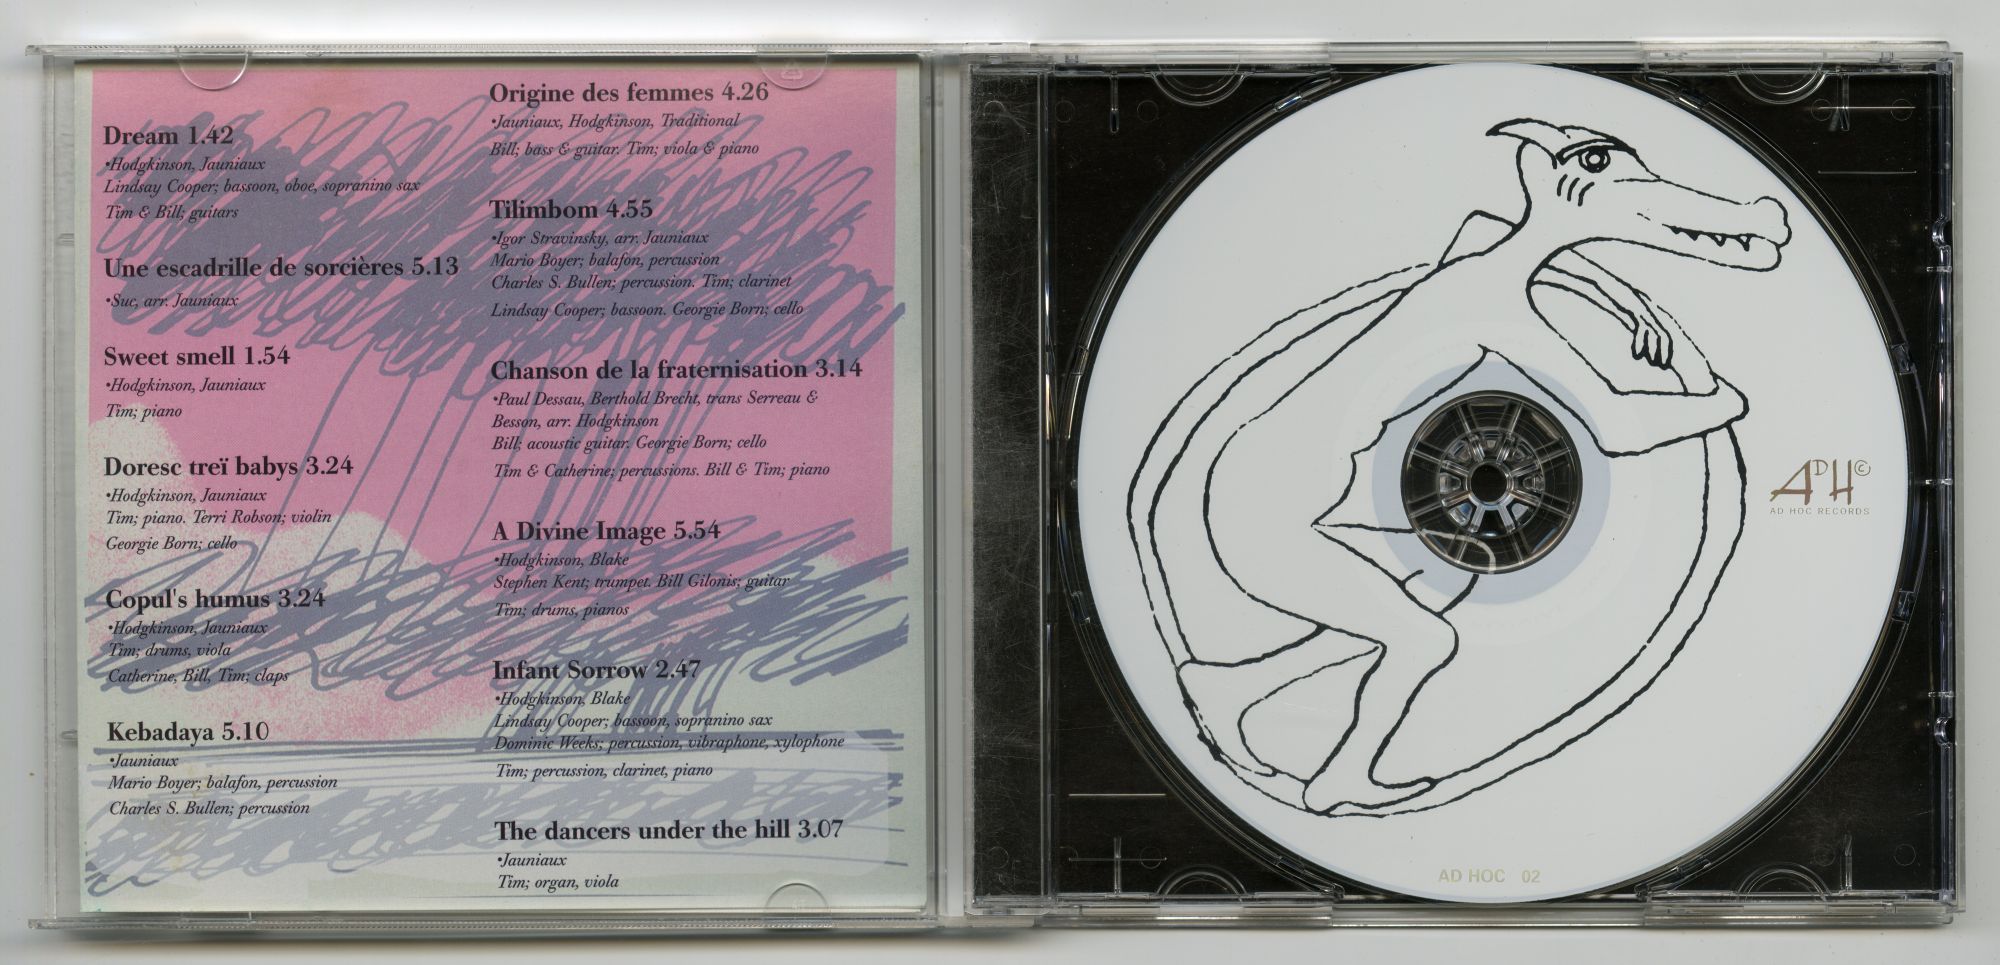 Dream 1.42
•Hodgkinson, Jauniaux
Lindsay Cooper; bassoon, oboe, sopranino sax
Tim & Bill; guitars
Une escadrille de sorcières 5.13
•Suc, arr. Jauniaux
Sweet smell 1.54
•Hodgkinson, Jauniaux
Tim; piano
Doresc treï babys 3.24
•Hodgkinson, Jauniaux
Tim; piano. Terri Robson; violin
Georgie Born; cello
Copul's humus 3.24
•Hodgkinson, Jauniaux
Tim; drums, viola
Catherine, Bill, Tim; claps
Kebadaya 5.10
•Jauniaux
Mario Boyer; balafon, percussion
Charles S. Bullen; percussion
Origine des femmes 4.26
•Jauniaux, Hodgkinson, Traditional
Bill; bass & guitar. Tim; viola & piano
Tilimbom 4.55
•Igor Stravinsky, arr. Jauniaux
Mario Boyer; balafon, percussion
Charles S. Bullen; percussion. Tim; clarinet
Lindsay Cooper; bassoon. Georgie Born; cello
Chanson de la fraternisation 3.14
•Paul Dessau, Berthold Brecht, trans Serreau &
Besson, arr. Hodgkinson
Bill; acoustic guitar. Georgie Born; cello
Tim & Catherine; percussions. Bill & Tim; piano
A Divine Image 5.54
•Hodgkinson, Blake
Stephen Kent; trumpet. Bill Gilonis; guitar
Tim; drums, pianos
Infant Sorrow 2.47
•Hodgkinson, Blake
Lindsay Cooper; bassoon, sopranino sax
Dominic Weeks; percussion, vibraphone, xylophone
Tim; percussion, clarinet, piano
The dancers under the hill 3.07
•Jauniaux
Tim; organ, viola
ADH©
AD HOC RECORDS
AD HOC 02